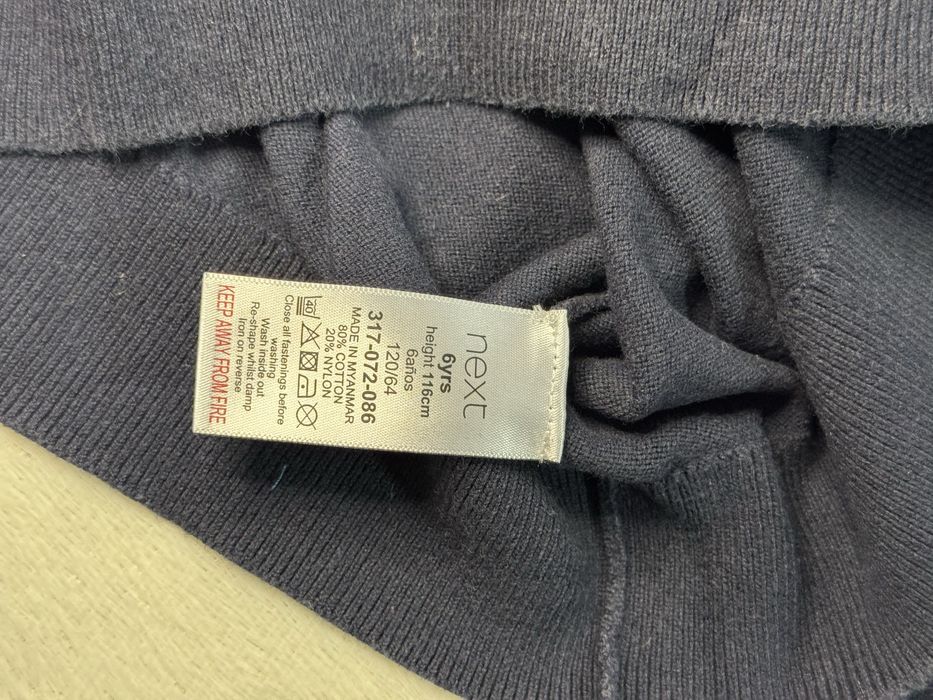 next
6yrs
height 116cm
6años
120/64
317-072-086
MADE IN MYANMAR
80% COTTON
20% NYLON
40
Close all fastenings before
washing
Wash inside out
Re-shape whilst damp
Iron on reverse
KEEP AWAY FROM FIRE